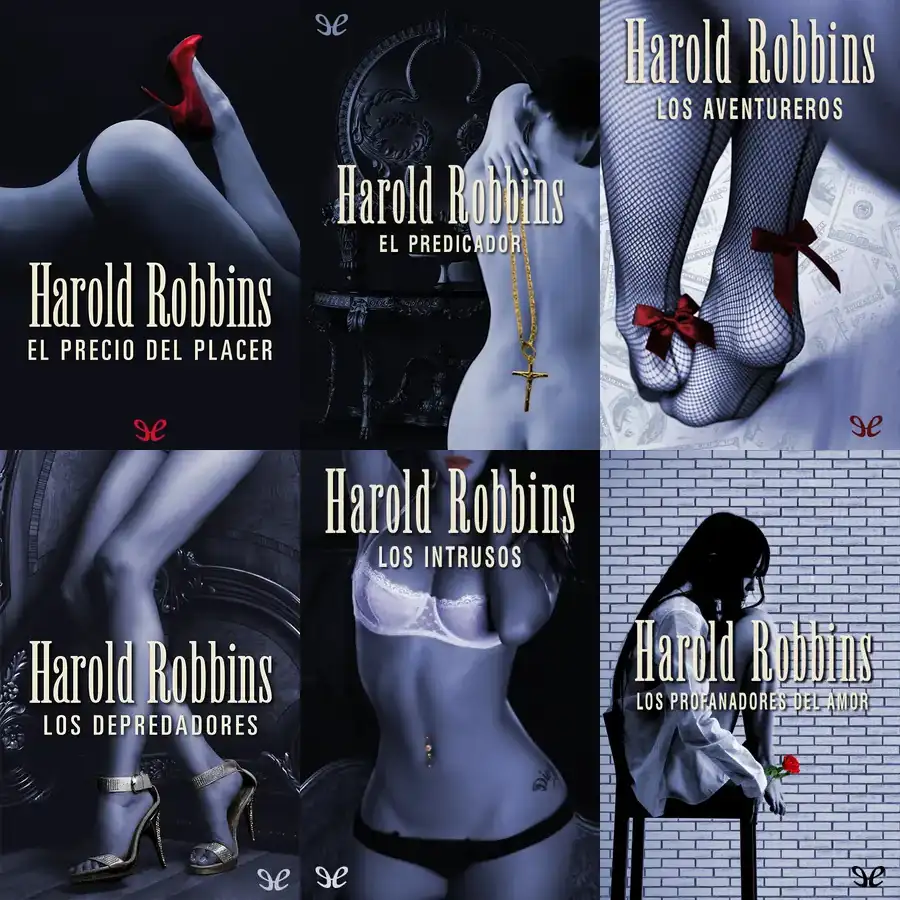 Harold Robbins
EL PRECIO DEL PLACER
Harold Robbins
EL PREDICADOR
Harold Robbins
LOS AVENTUREROS
Harold Robbins
LOS DEPREDADORES
Harold Robbins
LOS INTRUSOS
Harold Robbins
LOS PROFANADORES DEL AMOR